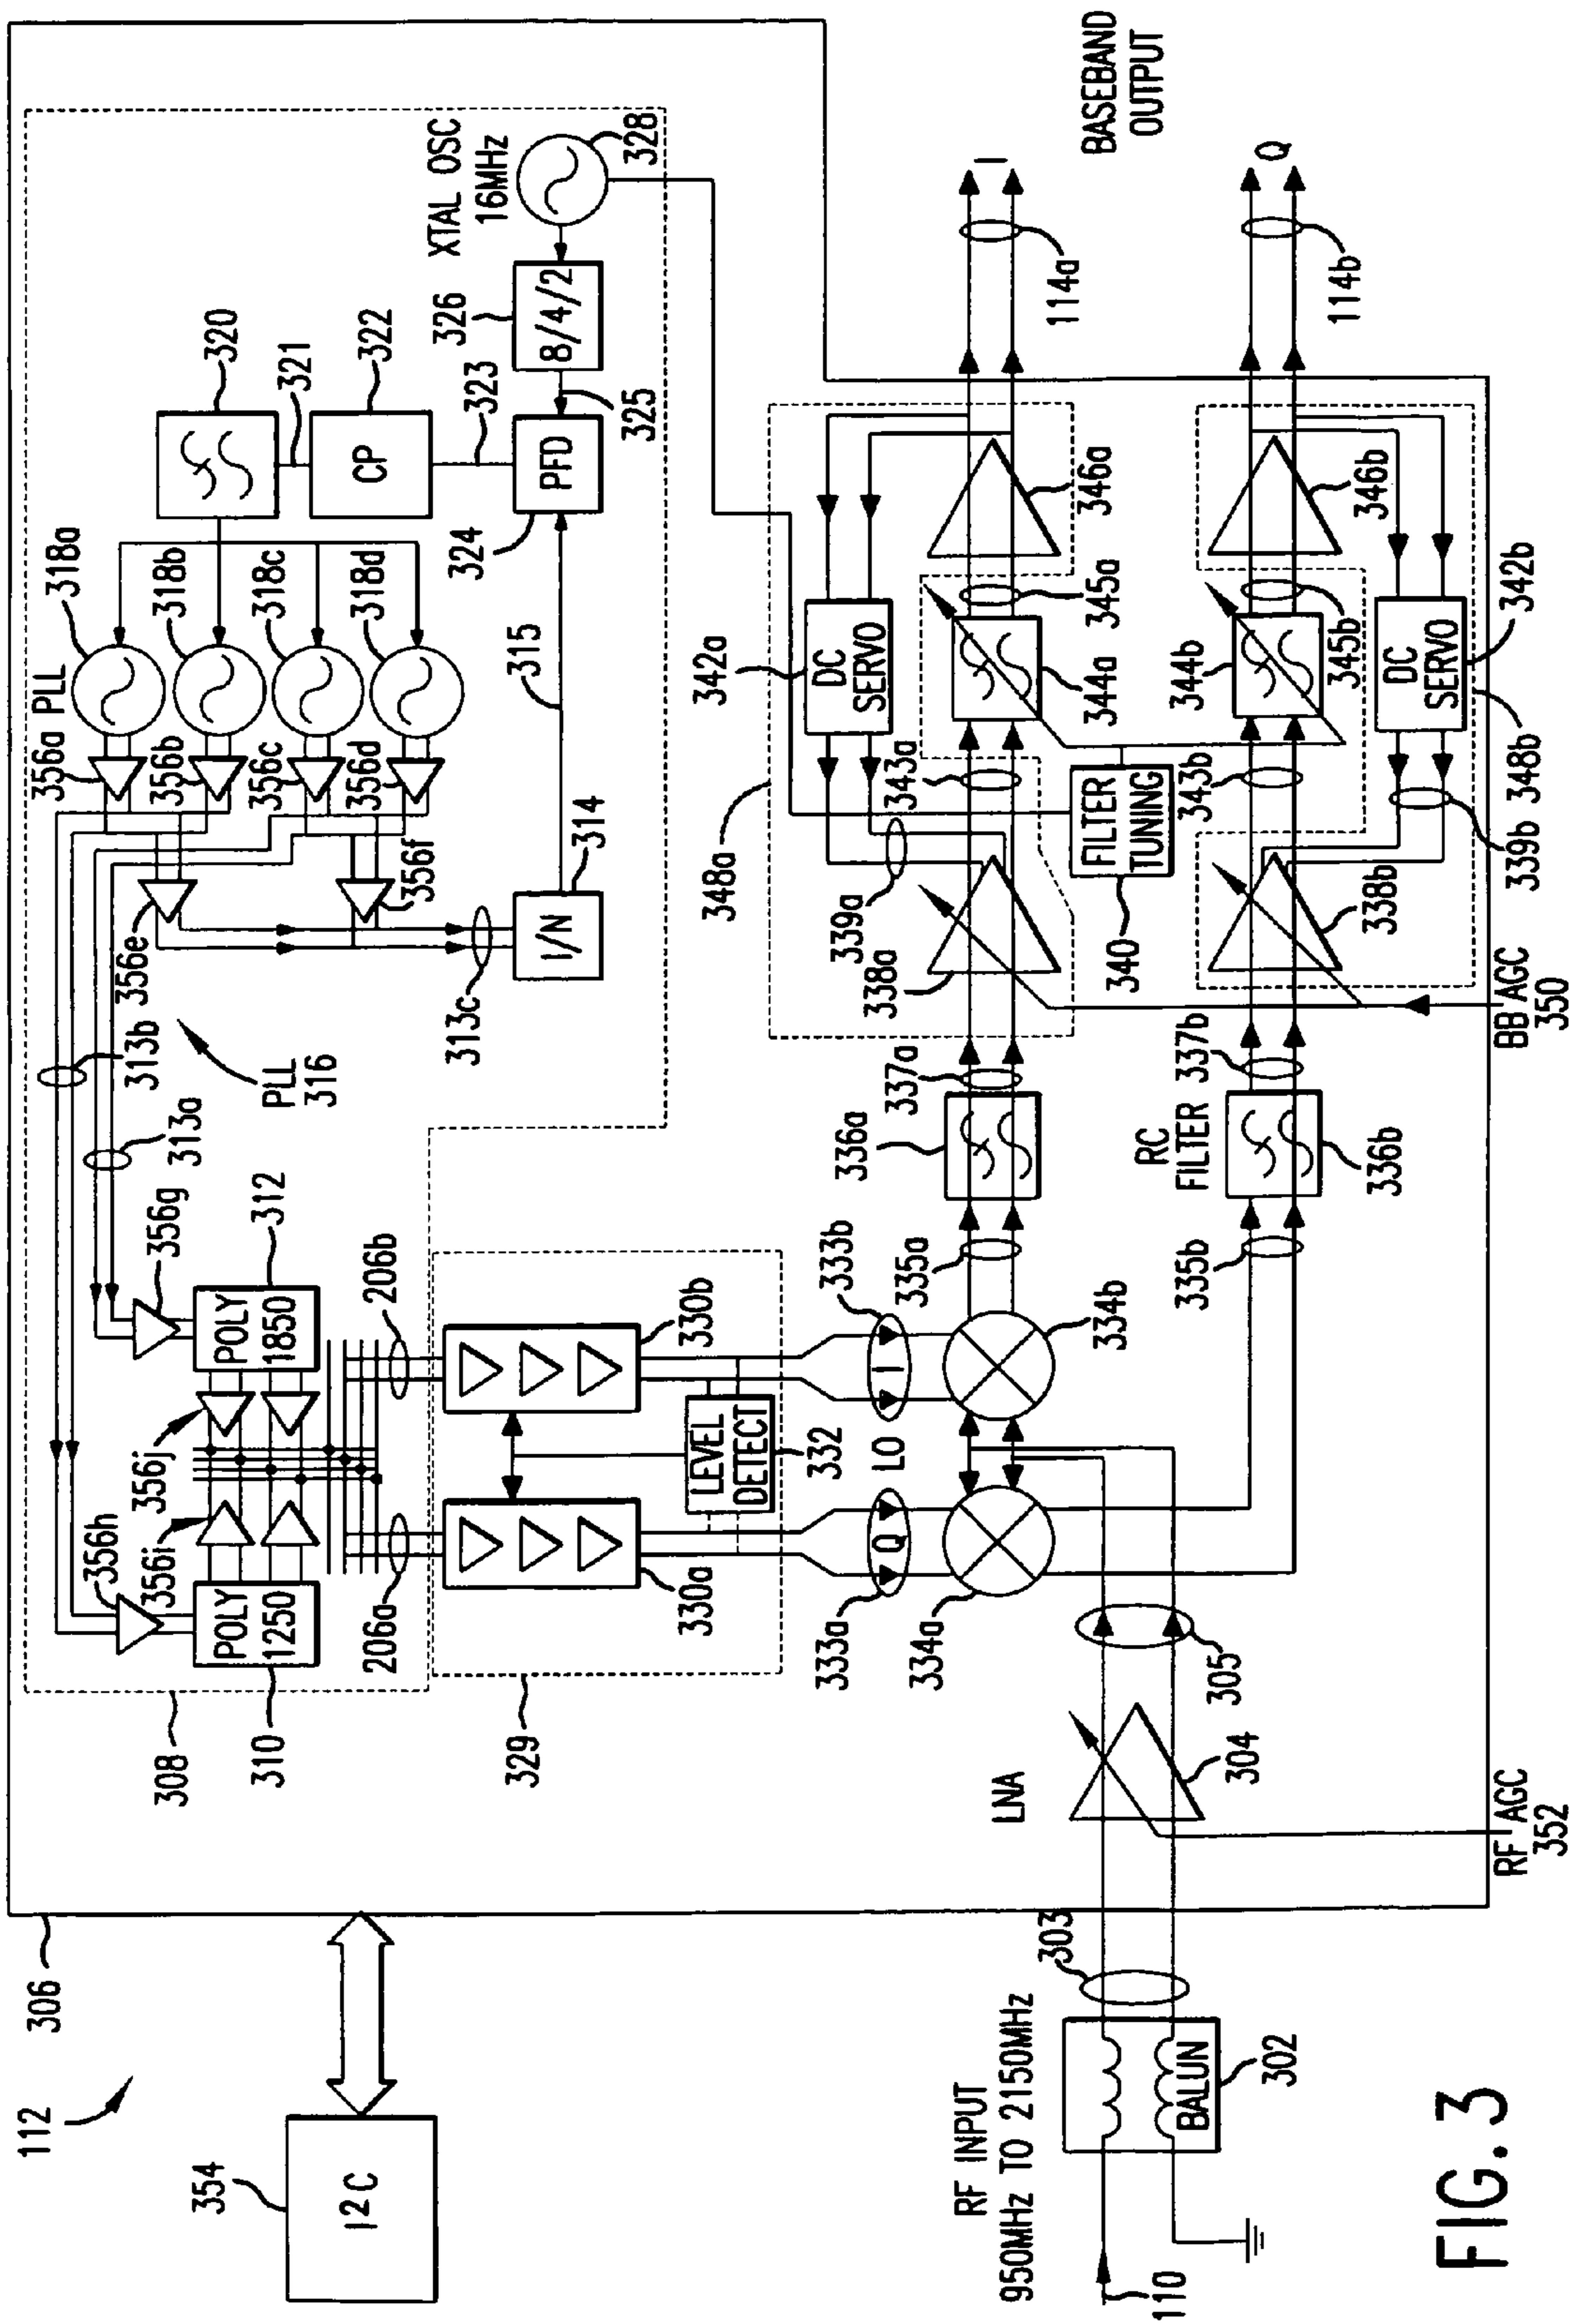 112
306
354
I²C
308
310
POLY
1250
356h
356i
356j
356g
POLY
1850
312
313a
313b
PLL
316
356e
356f
313c
I/N
314
315
356a
356b
356c
356d
PLL
318a
318b
318c
318d
320
321
CP
322
323
324
PFD
325
326
8/4/2
XTAL OSC
16MHz
328
206a
206b
329
330a
330b
LEVEL
DETECT
332
333a
Q
LO
I
333b
334a
334b
335a
335b
336a
RC
FILTER
336b
337a
337b
348a
338a
339a
342a
DC
SERVO
343a
344a
345a
346a
340
FILTER
TUNING
338b
339b
343b
344b
345b
DC
SERVO
342b
346b
348b
114a
I
114b
Q
BASEBAND
OUTPUT
BB AGC
350
RF INPUT
950MHz TO 2150MHz
110
BALUN
302
303
LNA
304
305
RF AGC
352
FIG.3